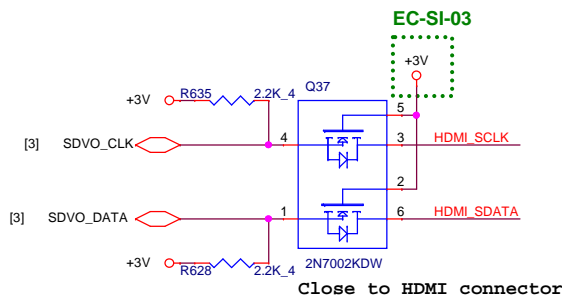 EC-SI-03
+3V
R635 2.2K_4 Q37
+3V
5
[3] SDVO_CLK 4 3 HDMI_SCLK
2
[3] SDVO_DATA 1 6 HDMI_SDATA
+3V
R628 2.2K_4 2N7002KDW
Close to HDMI connector